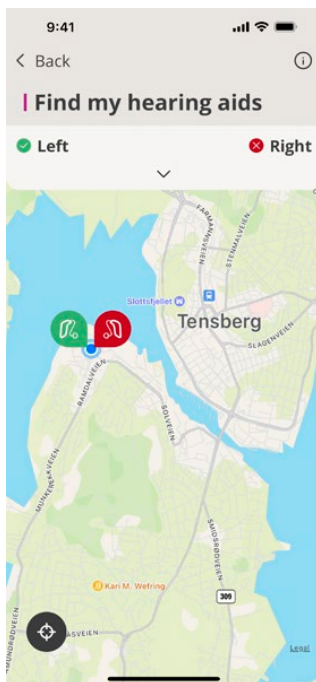 9:41
Back
Find my hearing aids
Left
Right
FARMANNSVEIEN
STENMALVEIEN
Slottsfjellet
Tensberg
SLAGENVEIEN
RAMDALVEIEN
SOLVEIEN
MUNKEREKKVEIEN
SMIDSRØDVEIEN
Kari M. Wefring
309
Legal